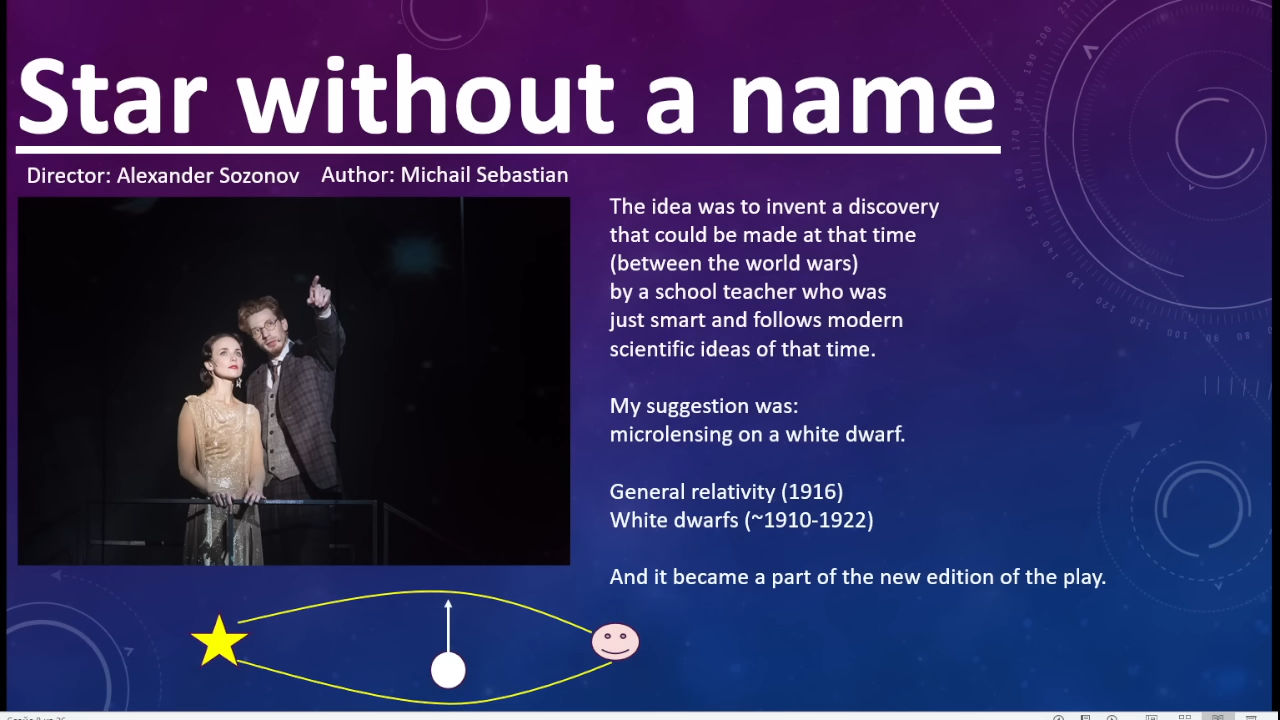 Star without a name
Director: Alexander Sozonov Author: Michail Sebastian
The idea was to invent a discovery
that could be made at that time
(between the world wars)
by a school teacher who was
just smart and follows modern
scientific ideas of that time.
My suggestion was:
microlensing on a white dwarf.
General relativity (1916)
White dwarfs (~1910-1922)
And it became a part of the new edition of the play.